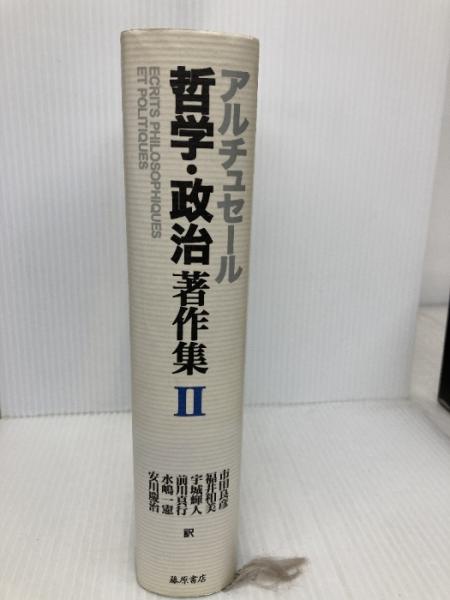 アルチュセール
哲学・政治著作集 II
ECRITS PHILOSOPHIQUES
ET POLITIQUES
市田良彦
福井和美
宇城輝人
前川真行
水嶋一憲
安川慶治
訳
藤原書店